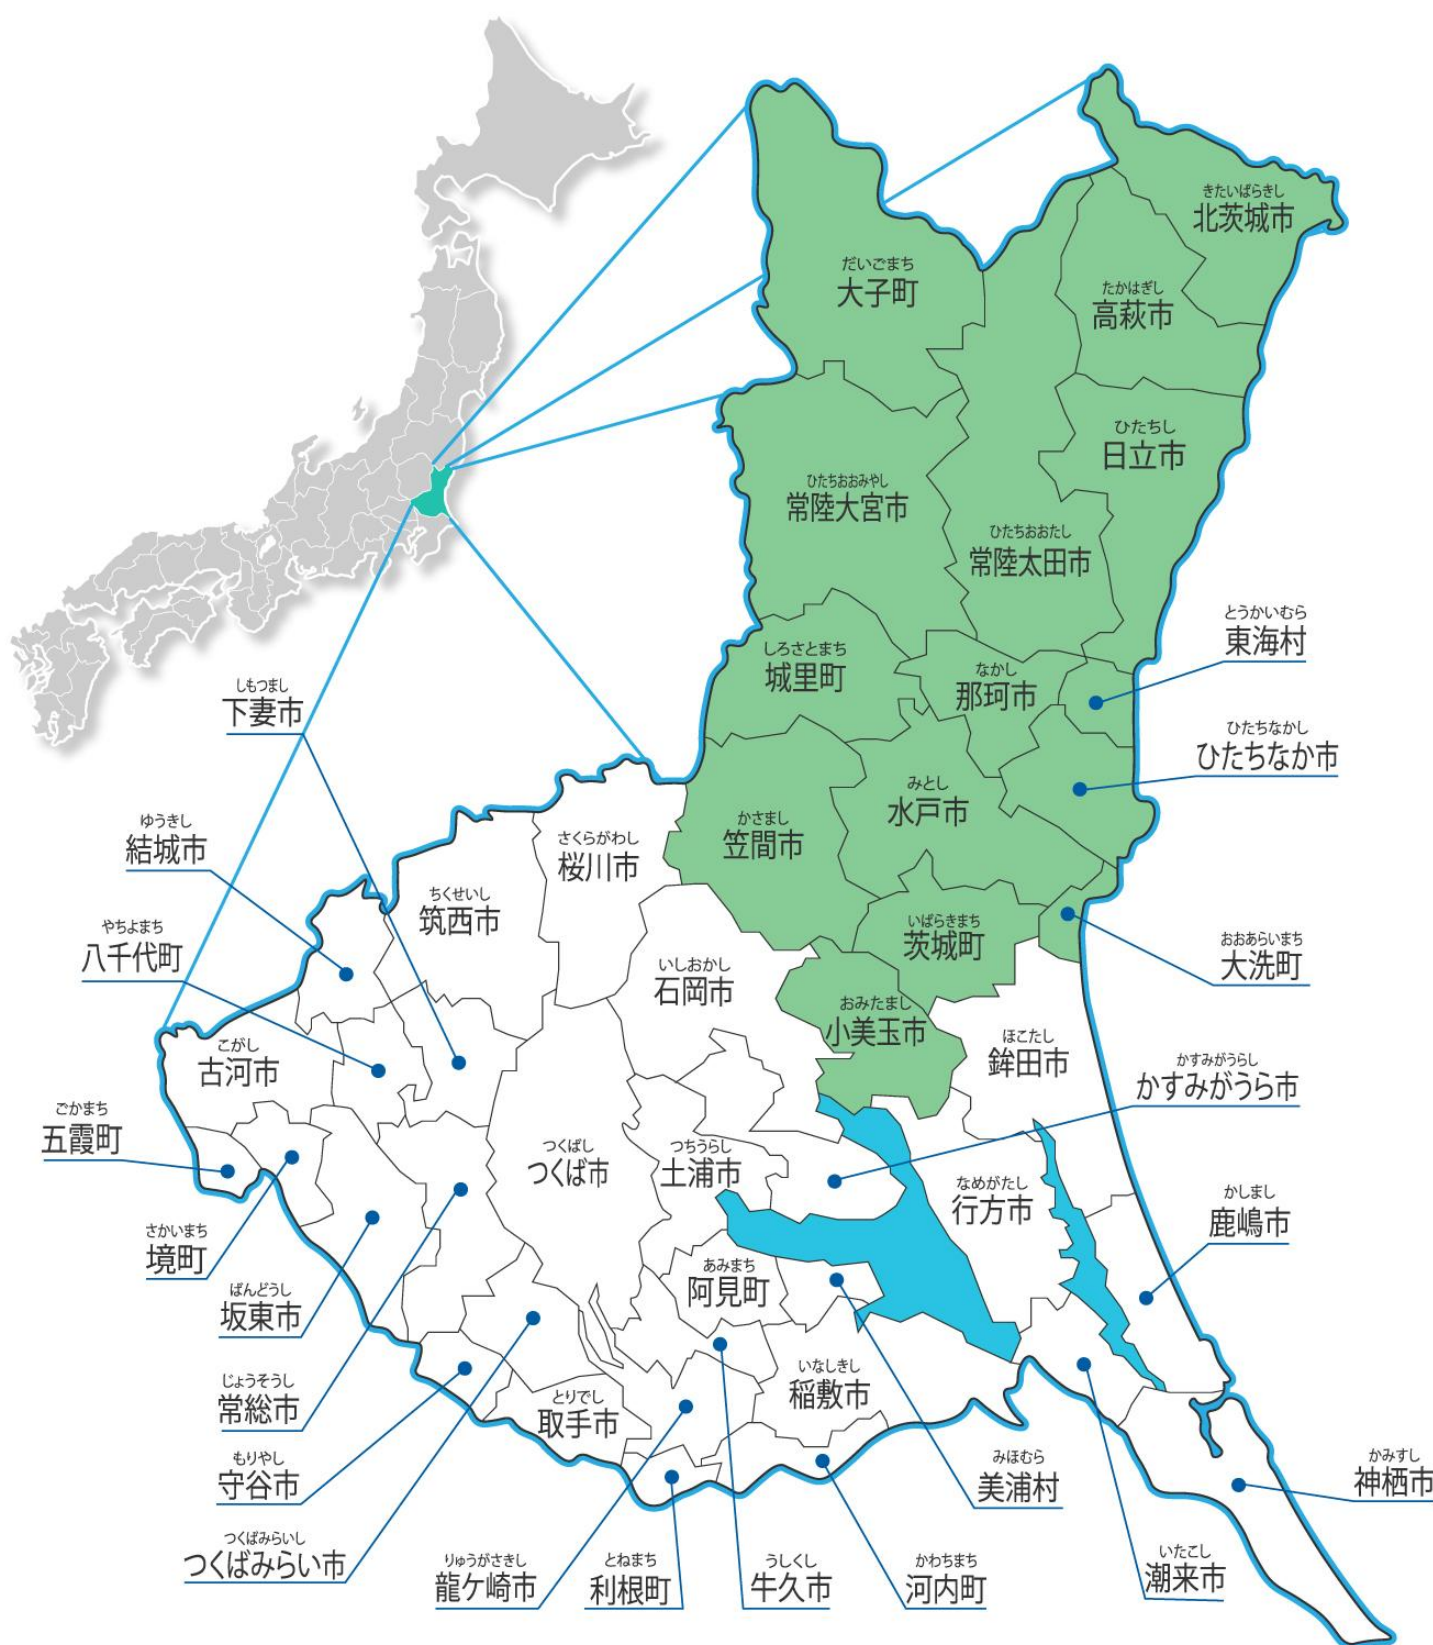 きたいばらきし
北茨城市
だいごまち
大子町
たかはぎし
高萩市
ひたちし
日立市
ひたちおおみやし
常陸大宮市
ひたちおおたし
常陸太田市
とうかいむら
東海村
しろさとまち
城里町
なかし
那珂市
しもつまし
下妻市
ひたちなかし
ひたちなか市
みとし
水戸市
かさまし
笠間市
ゆうきし
結城市
さくらがわし
桜川市
ちくせいし
筑西市
いばらきまち
茨城町
やちよまち
八千代町
おおあらいまち
大洗町
いしおかし
石岡市
おみたまし
小美玉市
ほこたし
鉾田市
こがし
古河市
かすみがうらし
かすみがうら市
ごかまち
五霞町
つくばし
つくば市
つちうらし
土浦市
なめがたし
行方市
かしまし
鹿嶋市
さかいまち
境町
あみまち
阿見町
ばんどうし
坂東市
いなしきし
稲敷市
じょうそうし
常総市
とりでし
取手市
もりやし
守谷市
みほむら
美浦村
かみすし
神栖市
つくばみらいし
つくばみらい市
りゅうがさきし
龍ケ崎市
とねまち
利根町
うしくし
牛久市
かわちまち
河内町
いたこし
潮来市